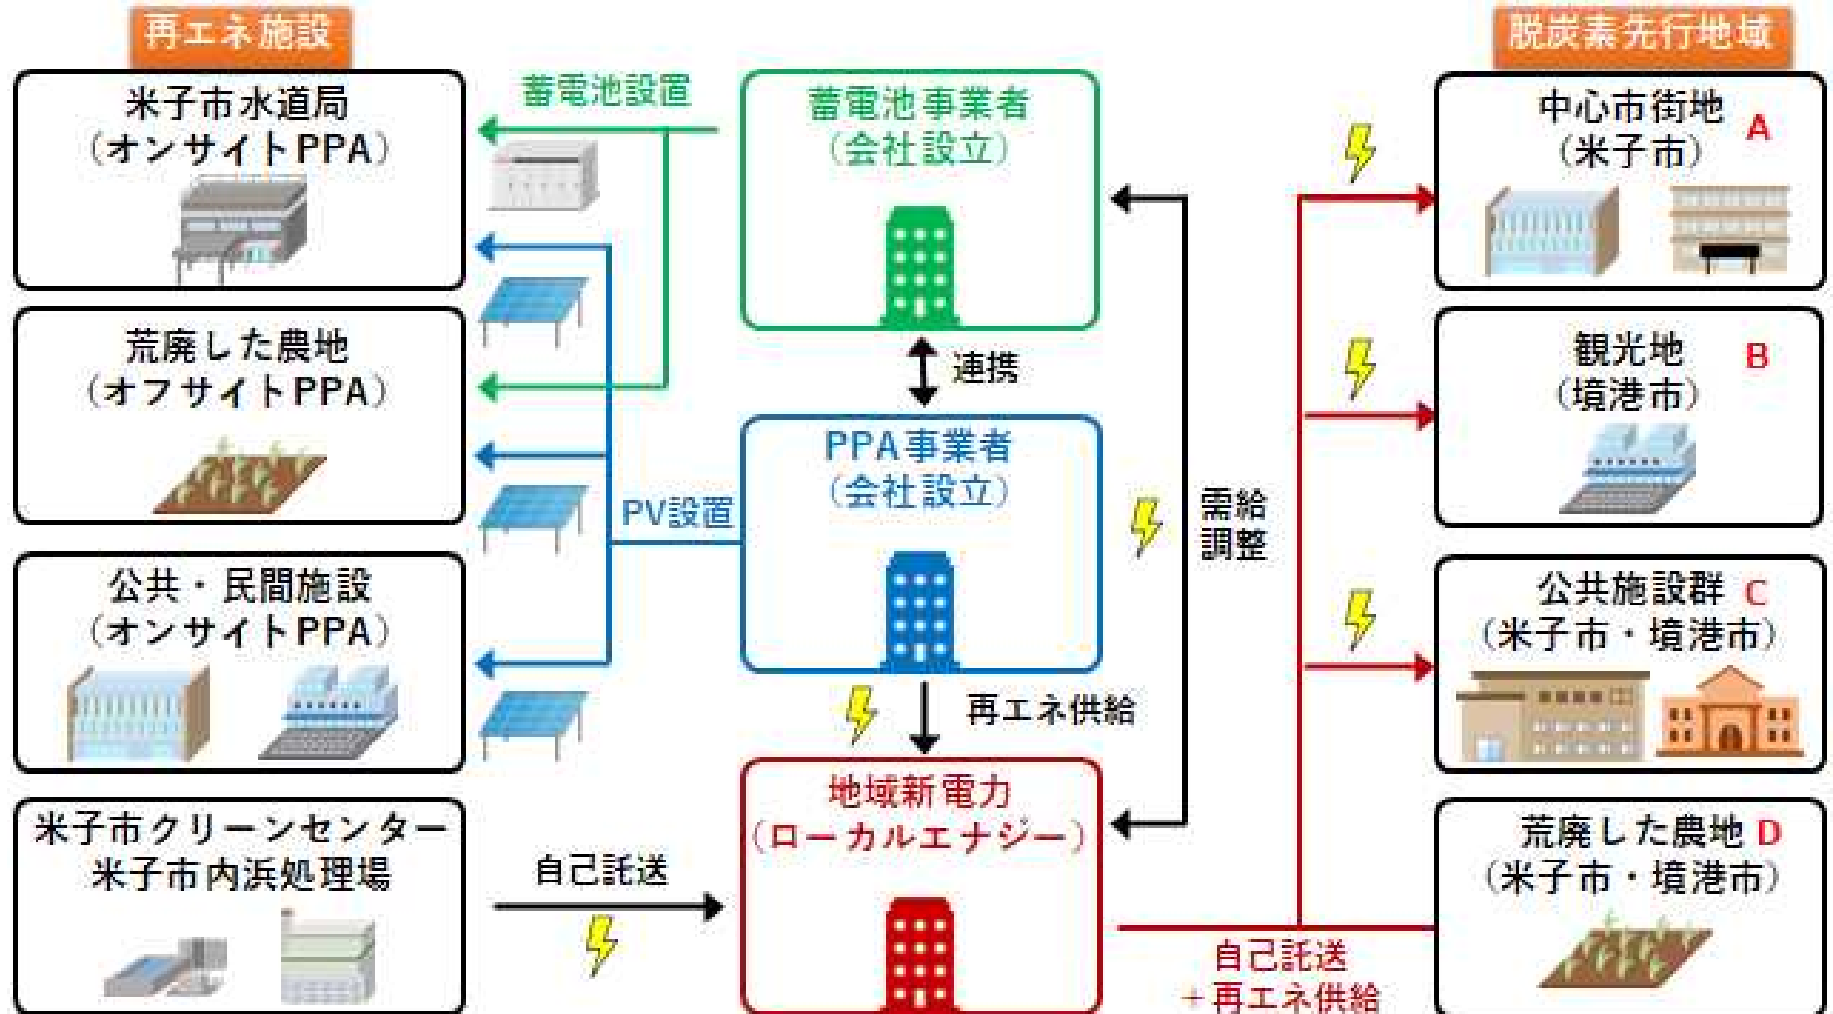 再エネ施設
米子市水道局
（オンサイトPPA）
荒廃した農地
（オフサイトPPA）
公共・民間施設
（オンサイトPPA）
米子市クリーンセンター
米子市内浜処理場
蓄電池設置
PV設置
自己託送
蓄電池事業者
（会社設立）
連携
PPA事業者
（会社設立）
再エネ供給
地域新電力
（ローカルエナジー）
需給
調整
自己託送
+再エネ供給
脱炭素先行地域
中心市街地 A
（米子市）
観光地 B
（境港市）
公共施設群 C
（米子市・境港市）
荒廃した農地 D
（米子市・境港市）